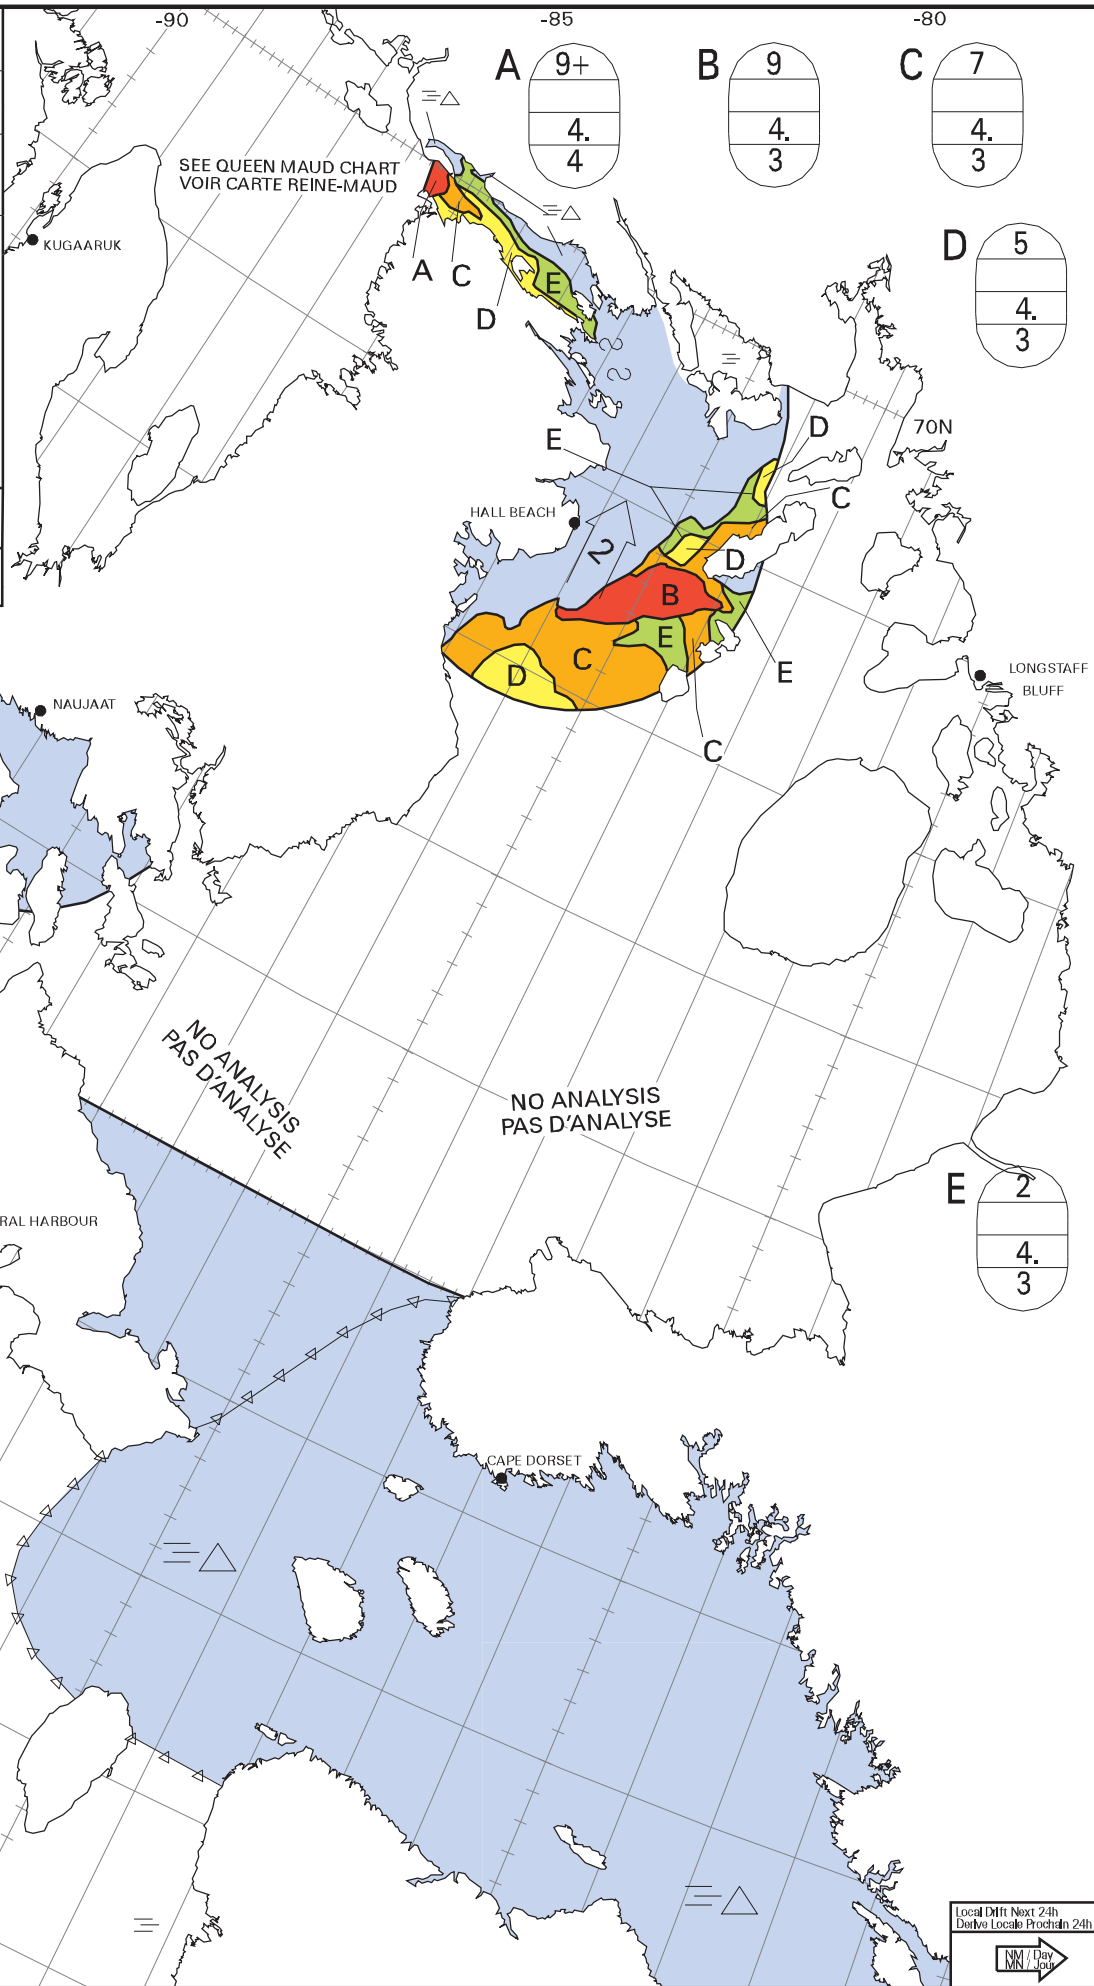 -90
-85
-80
A
9+
4.
4
B
9
4.
3
C
7
4.
3
SEE QUEEN MAUD CHART
VOIR CARTE REINE-MAUD
KUGAARUK
D
5
4.
3
A
C
E
D
70N
D
E
C
HALL BEACH
2
D
B
E
C
D
E
LONGSTAFF
BLUFF
NAUJAAT
C
NO ANALYSIS
PAS D'ANALYSE
NO ANALYSIS
PAS D'ANALYSE
E
2
4.
3
RAL HARBOUR
CAPE DORSET
Local Drift Next 24h
Derive Locale Prochain 24h
NM / Day
MN / Jour